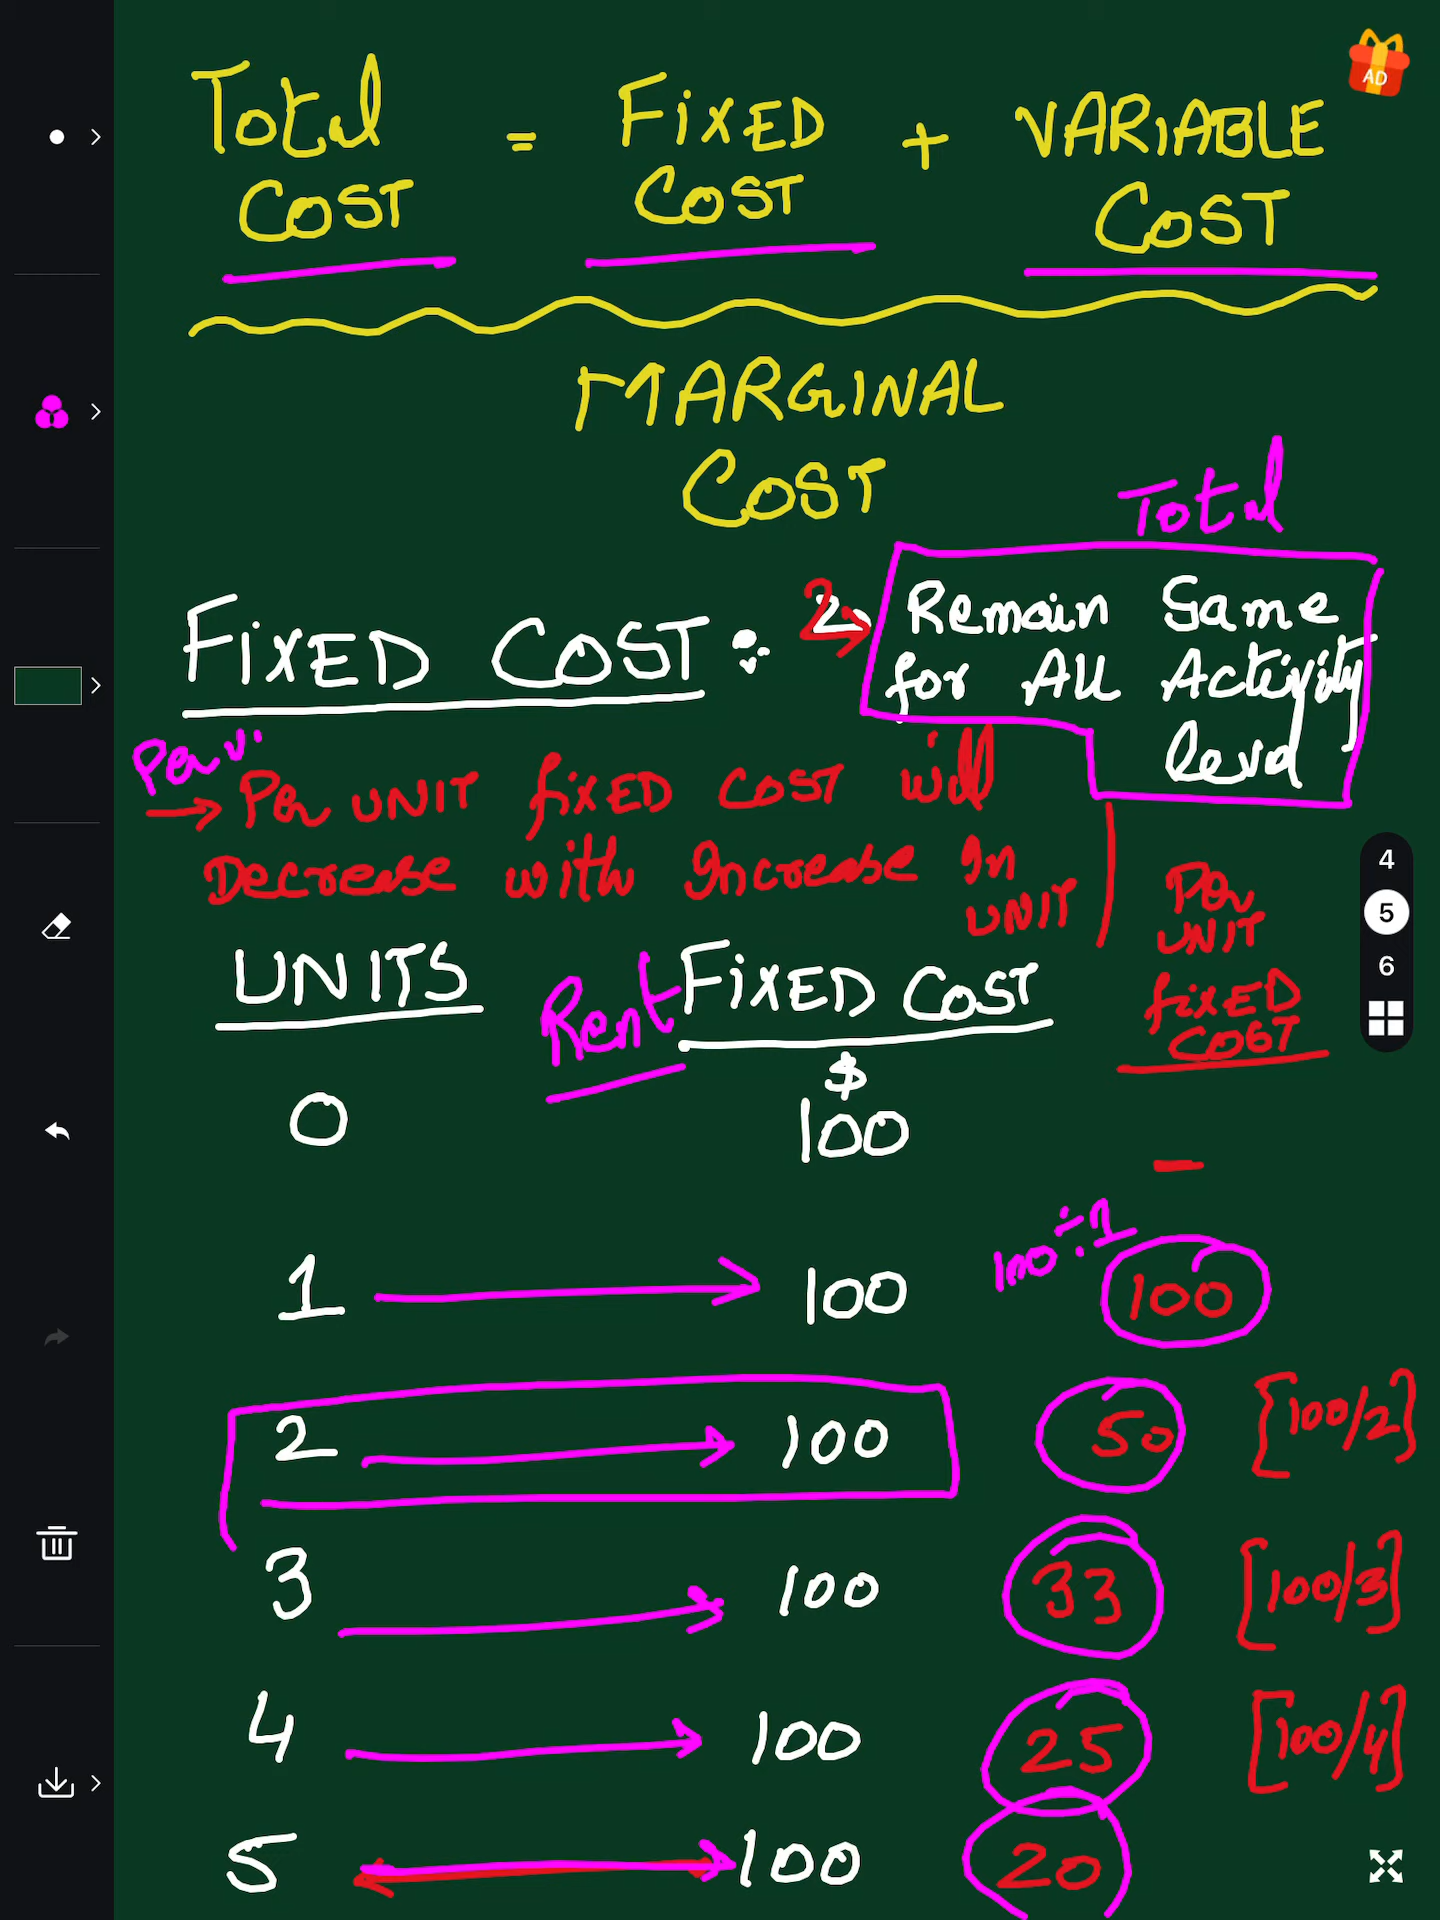 AD
Total = FIXED + VARIABLE
COST COST COST
MARGINAL
COST
Total
FIXED COST : Remain Same
for All Activity
level
Per U.
→ Per UNIT fixED COST will
Decrease with Increase In
UNIT
Per
UNIT
fixED
COST
UNITS Rent FIXED COST
$
0 100 –
100÷1
1 → 100 100
2 → 100 50 [100/2]
3 → 100 33 [100/3]
4 → 100 25 [100/4]
5 → 100 20
4
5
6